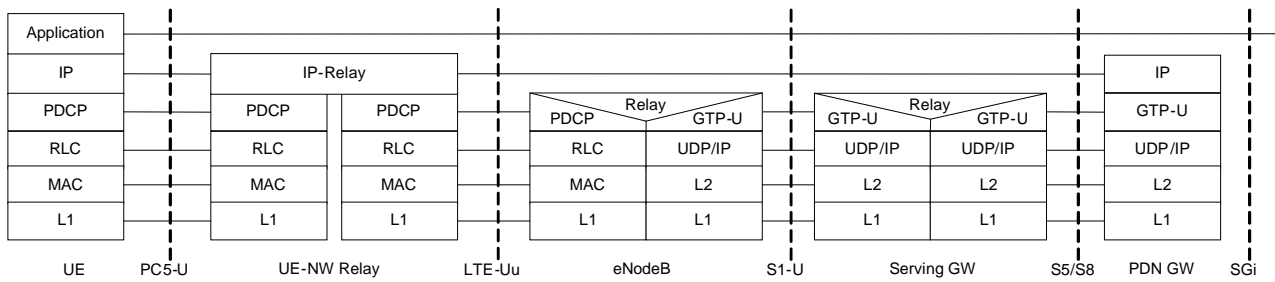 Application
IP IP-Relay IP
PDCP PDCP PDCP Relay Relay GTP-U
PDCP GTP-U GTP-U GTP-U
RLC RLC RLC RLC UDP/IP UDP/IP UDP/IP UDP/IP
MAC MAC MAC MAC L2 L2 L2 L2
L1 L1 L1 L1 L1 L1 L1 L1
UE PC5-U UE-NW Relay LTE-Uu eNodeB S1-U Serving GW S5/S8 PDN GW SGi